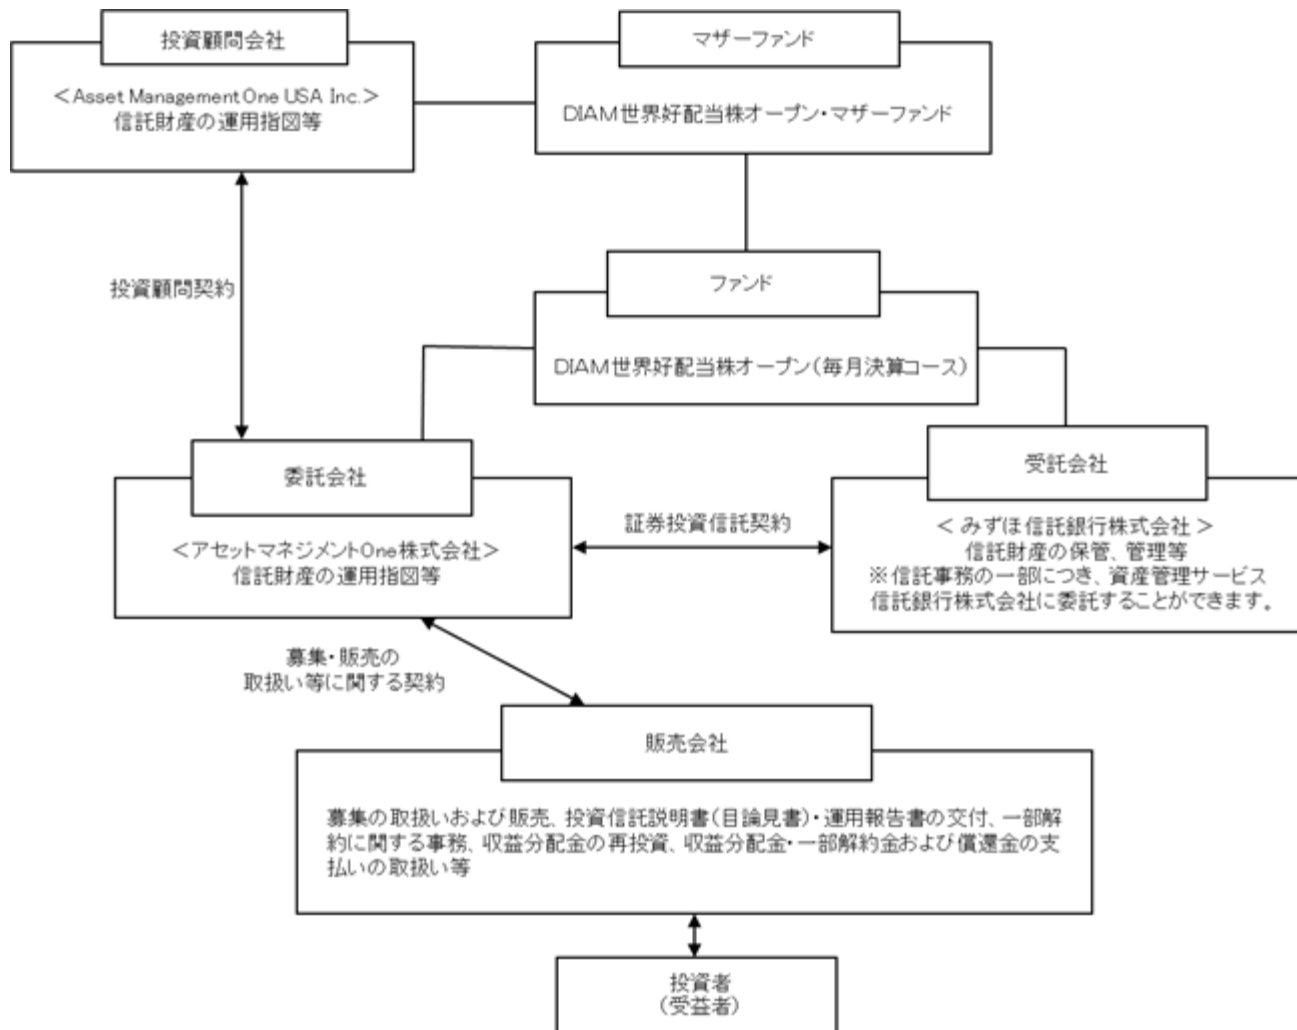 投資顧問会社
＜Asset Management One USA Inc.＞
信託財産の運用指図等
マザーファンド
DIAM世界好配当株オープン・マザーファンド
投資顧問契約
ファンド
DIAM世界好配当株オープン（毎月決算コース）
委託会社
＜アセットマネジメントOne株式会社＞
信託財産の運用指図等
証券投資信託契約
受託会社
＜ みずほ信託銀行株式会社 ＞
信託財産の保管、管理等
※信託事務の一部につき、資産管理サービス
信託銀行株式会社に委託することができます。
募集・販売の
取扱い等に関する契約
販売会社
募集の取扱いおよび販売、投資信託説明書（目論見書）・運用報告書の交付、一部解
約に関する事務、収益分配金の再投資、収益分配金・一部解約金および償還金の支
払いの取扱い等
投資者
（受益者）